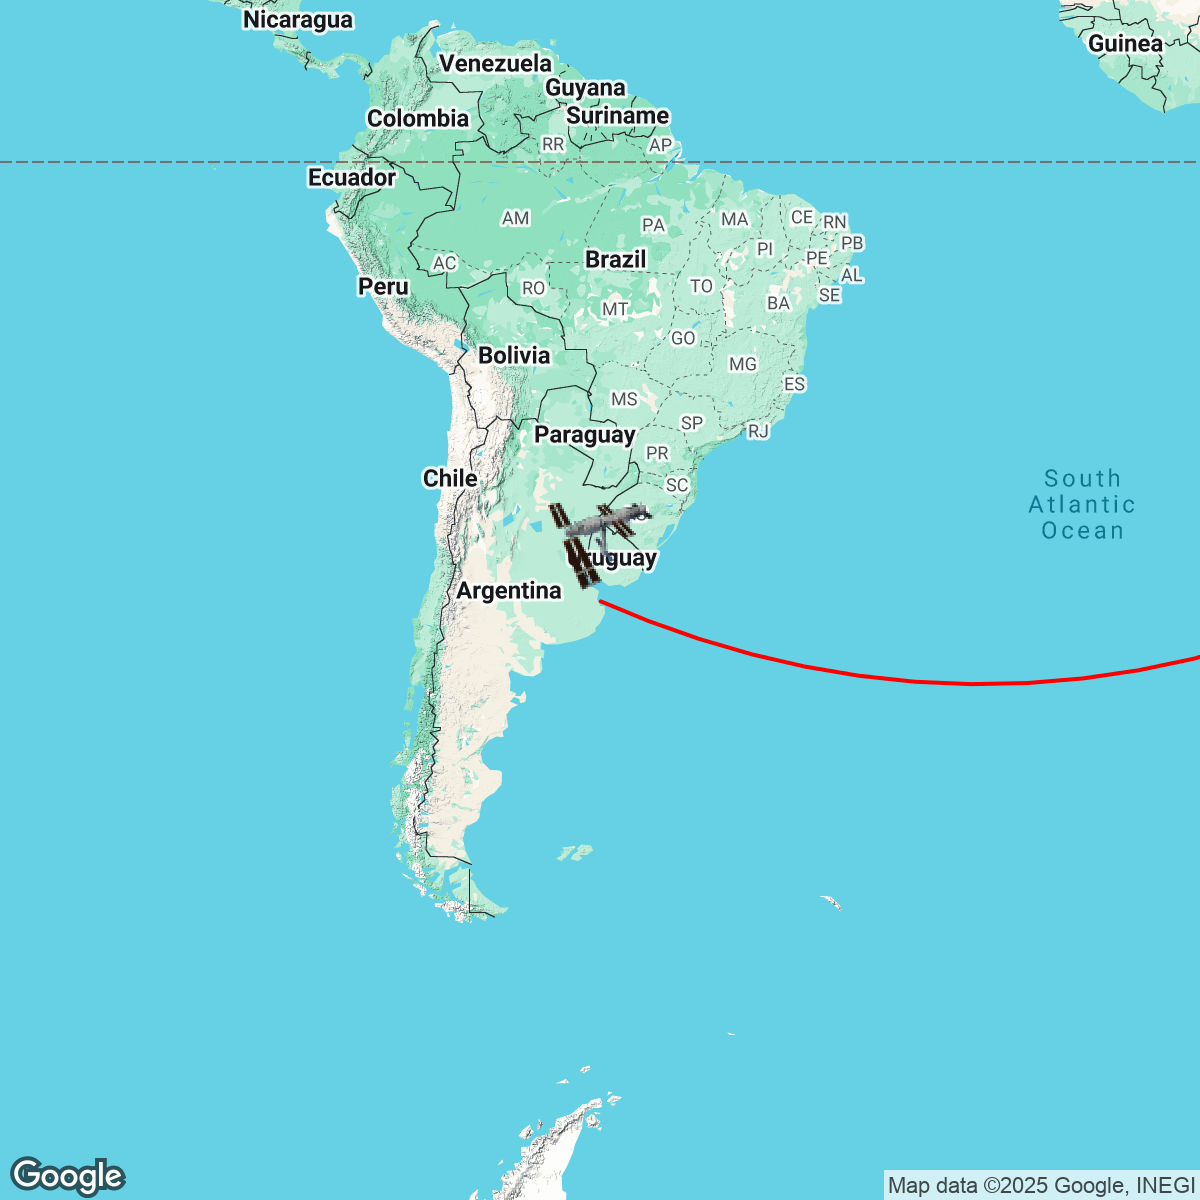 Nicaragua
Guinea
Venezuela
Guyana
Colombia
Suriname
RR
AP
Ecuador
AM
PA
MA
CE
RN
PI
PB
PE
Brazil
AC
AL
Peru
RO
TO
SE
MT
BA
GO
Bolivia
MG
ES
MS
SP
Paraguay
RJ
PR
Chile
SC
South
Atlantic
Ocean
Uruguay
Argentina
Google
Map data ©2025 Google, INEGI